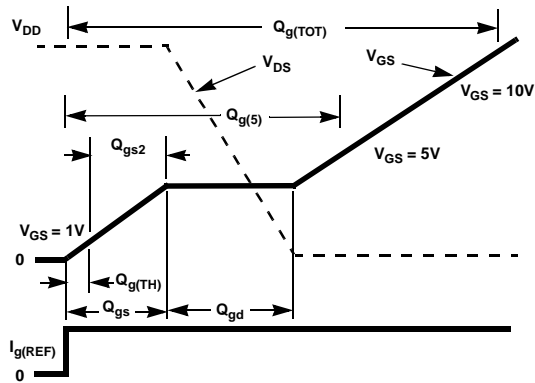 V_DD
Q_g(TOT)
V_DS
V_GS
V_GS = 10V
Q_g(5)
Q_gs2
V_GS = 5V
V_GS = 1V
0
Q_g(TH)
Q_gs
Q_gd
I_g(REF)
0